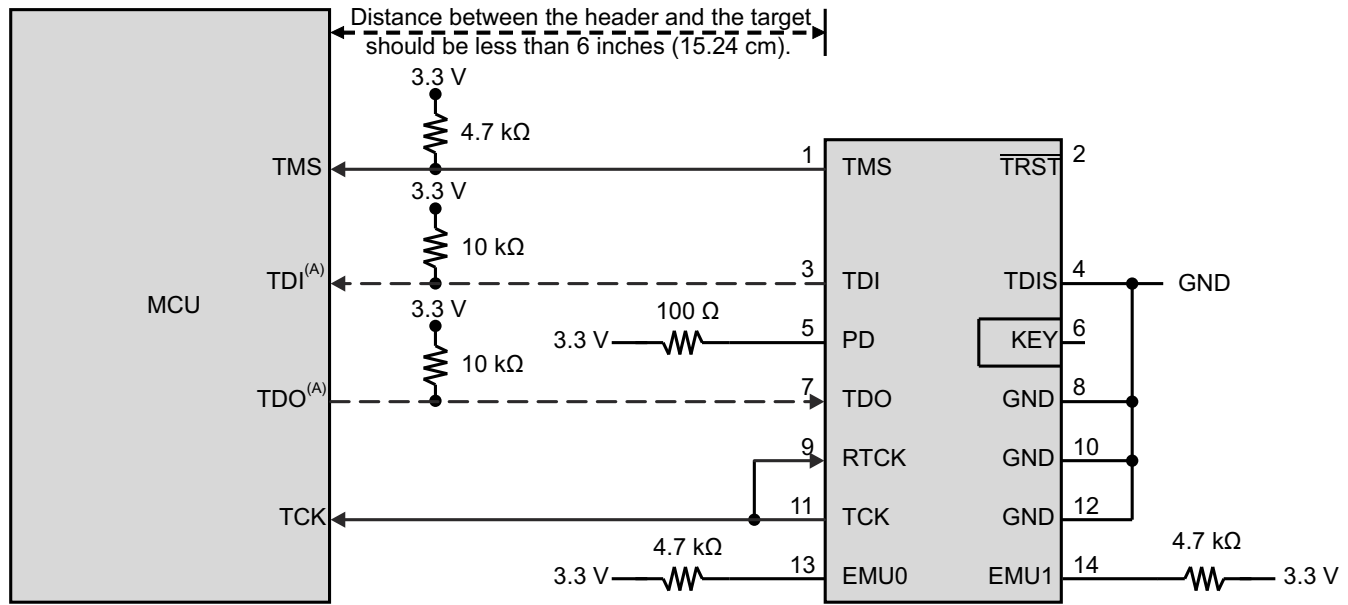 Distance between the header and the target
should be less than 6 inches (15.24 cm).
3.3 V
4.7 kΩ
TMS
1
TMS
TRST
2
3.3 V
10 kΩ
TDI(A)
3
TDI
TDIS
4
GND
MCU
3.3 V
100 Ω
3.3 V
5
PD
KEY
6
10 kΩ
TDO(A)
7
TDO
GND
8
9
RTCK
GND
10
TCK
11
TCK
GND
12
4.7 kΩ
3.3 V
13
EMU0
EMU1
14
4.7 kΩ
3.3 V